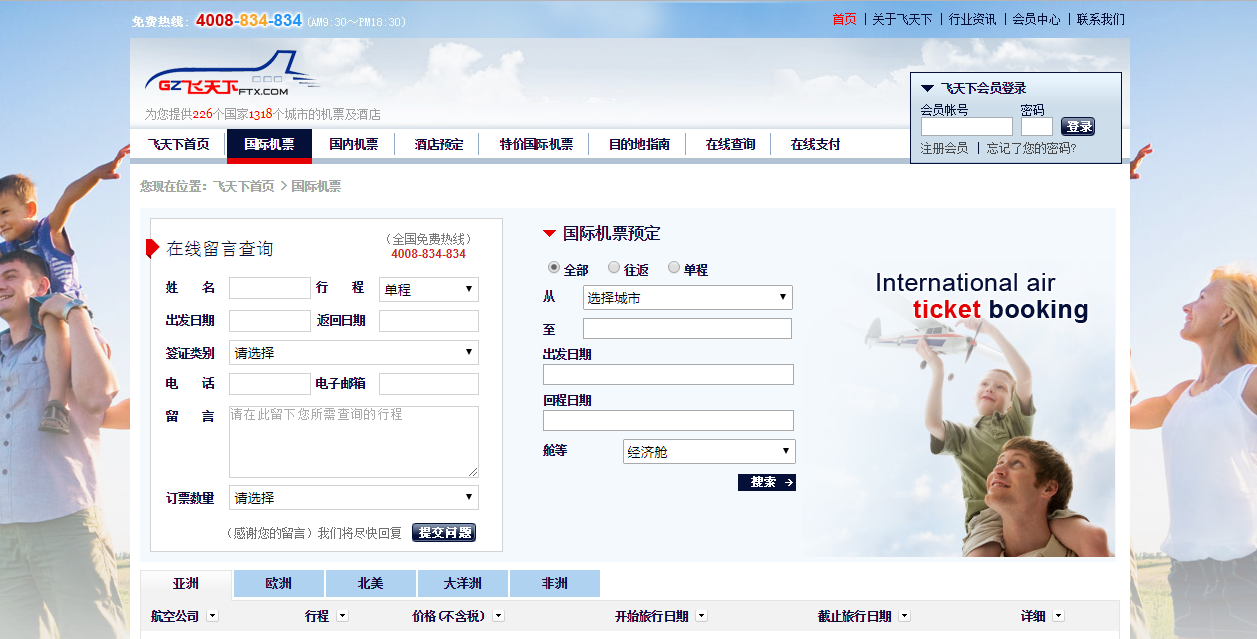 免费热线：4008-834-834 (AM9:30～PM18:30)
首页 | 关于飞天下 | 行业资讯 | 会员中心 | 联系我们
GZ飞天下FTX.COM
为您提供226个国家1318个城市的机票及酒店
飞天下会员登录
会员帐号 密码
登录
注册会员 | 忘记了您的密码?
飞天下首页 国际机票 国内机票 酒店预定 特价国际机票 目的地指南 在线查询 在线支付
您现在位置：飞天下首页 > 国际机票
在线留言查询
（全国免费热线）
4008-834-834
姓 名 行 程 单程
出发日期 返回日期
签证类别 请选择
电 话 电子邮箱
留 言 请在此留下您所需查询的行程
订票数量 请选择
（感谢您的留言）我们将尽快回复 提交问题
国际机票预定
全部 往返 单程
从 选择城市
至
出发日期
回程日期
舱等 经济舱
搜索
International air
ticket booking
亚洲 欧洲 北美 大洋洲 非洲
航空公司 行程 价格(不含税) 开始旅行日期 截止旅行日期 详细